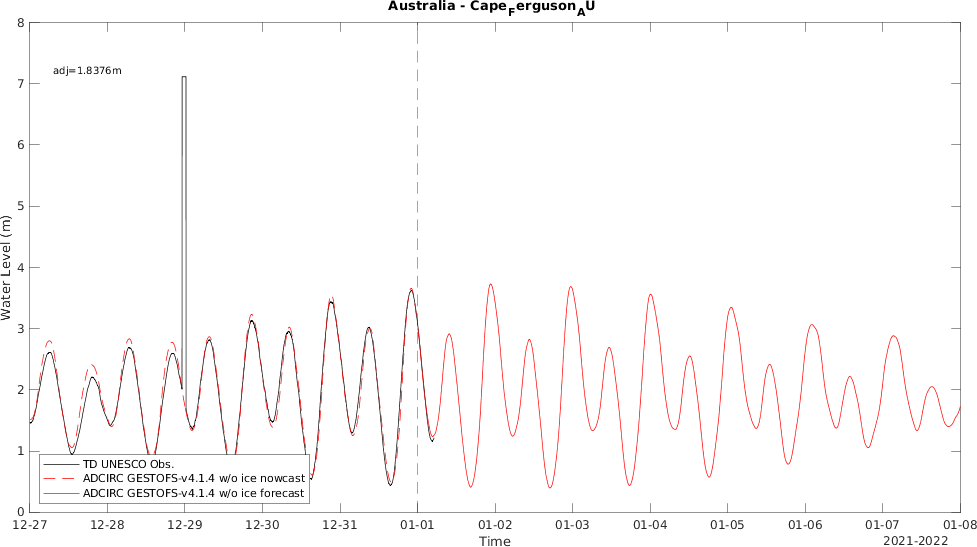 Australia - Cape_Ferguson_AU
8
7
6
5
4
3
2
1
0
Water Level (m)
adj=1.8376m
TD UNESCO Obs.
ADCIRC GESTOFS-v4.1.4 w/o ice nowcast
ADCIRC GESTOFS-v4.1.4 w/o ice forecast
12-27 12-28 12-29 12-30 12-31 01-01 01-02 01-03 01-04 01-05 01-06 01-07 01-08
Time
2021-2022